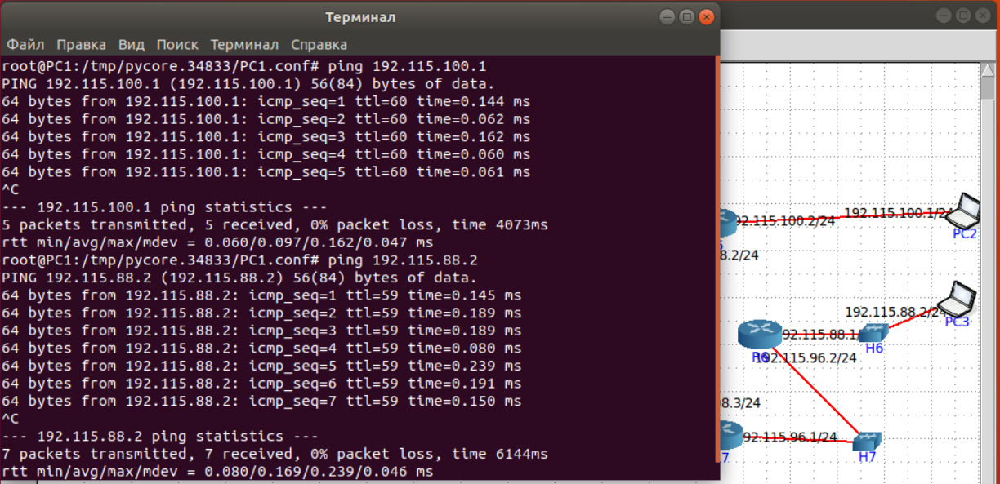 Терминал
Файл Правка Вид Поиск Терминал Справка
root@PC1:/tmp/pycore.34833/PC1.conf# ping 192.115.100.1
PING 192.115.100.1 (192.115.100.1) 56(84) bytes of data.
64 bytes from 192.115.100.1: icmp_seq=1 ttl=60 time=0.144 ms
64 bytes from 192.115.100.1: icmp_seq=2 ttl=60 time=0.062 ms
64 bytes from 192.115.100.1: icmp_seq=3 ttl=60 time=0.162 ms
64 bytes from 192.115.100.1: icmp_seq=4 ttl=60 time=0.060 ms
64 bytes from 192.115.100.1: icmp_seq=5 ttl=60 time=0.061 ms
^C
--- 192.115.100.1 ping statistics ---
5 packets transmitted, 5 received, 0% packet loss, time 4073ms
rtt min/avg/max/mdev = 0.060/0.097/0.162/0.047 ms
root@PC1:/tmp/pycore.34833/PC1.conf# ping 192.115.88.2
PING 192.115.88.2 (192.115.88.2) 56(84) bytes of data.
64 bytes from 192.115.88.2: icmp_seq=1 ttl=59 time=0.145 ms
64 bytes from 192.115.88.2: icmp_seq=2 ttl=59 time=0.189 ms
64 bytes from 192.115.88.2: icmp_seq=3 ttl=59 time=0.189 ms
64 bytes from 192.115.88.2: icmp_seq=4 ttl=59 time=0.080 ms
64 bytes from 192.115.88.2: icmp_seq=5 ttl=59 time=0.239 ms
64 bytes from 192.115.88.2: icmp_seq=6 ttl=59 time=0.191 ms
64 bytes from 192.115.88.2: icmp_seq=7 ttl=59 time=0.150 ms
^C
--- 192.115.88.2 ping statistics ---
7 packets transmitted, 7 received, 0% packet loss, time 6144ms
rtt min/avg/max/mdev = 0.080/0.169/0.239/0.046 ms
92.115.100.2/24
192.115.100.1/24
PC2
8.2/24
192.115.88.2/24
PC3
92.115.88.1/
H6
192.115.96.2/24
8.3/24
92.115.96.1/24
H7